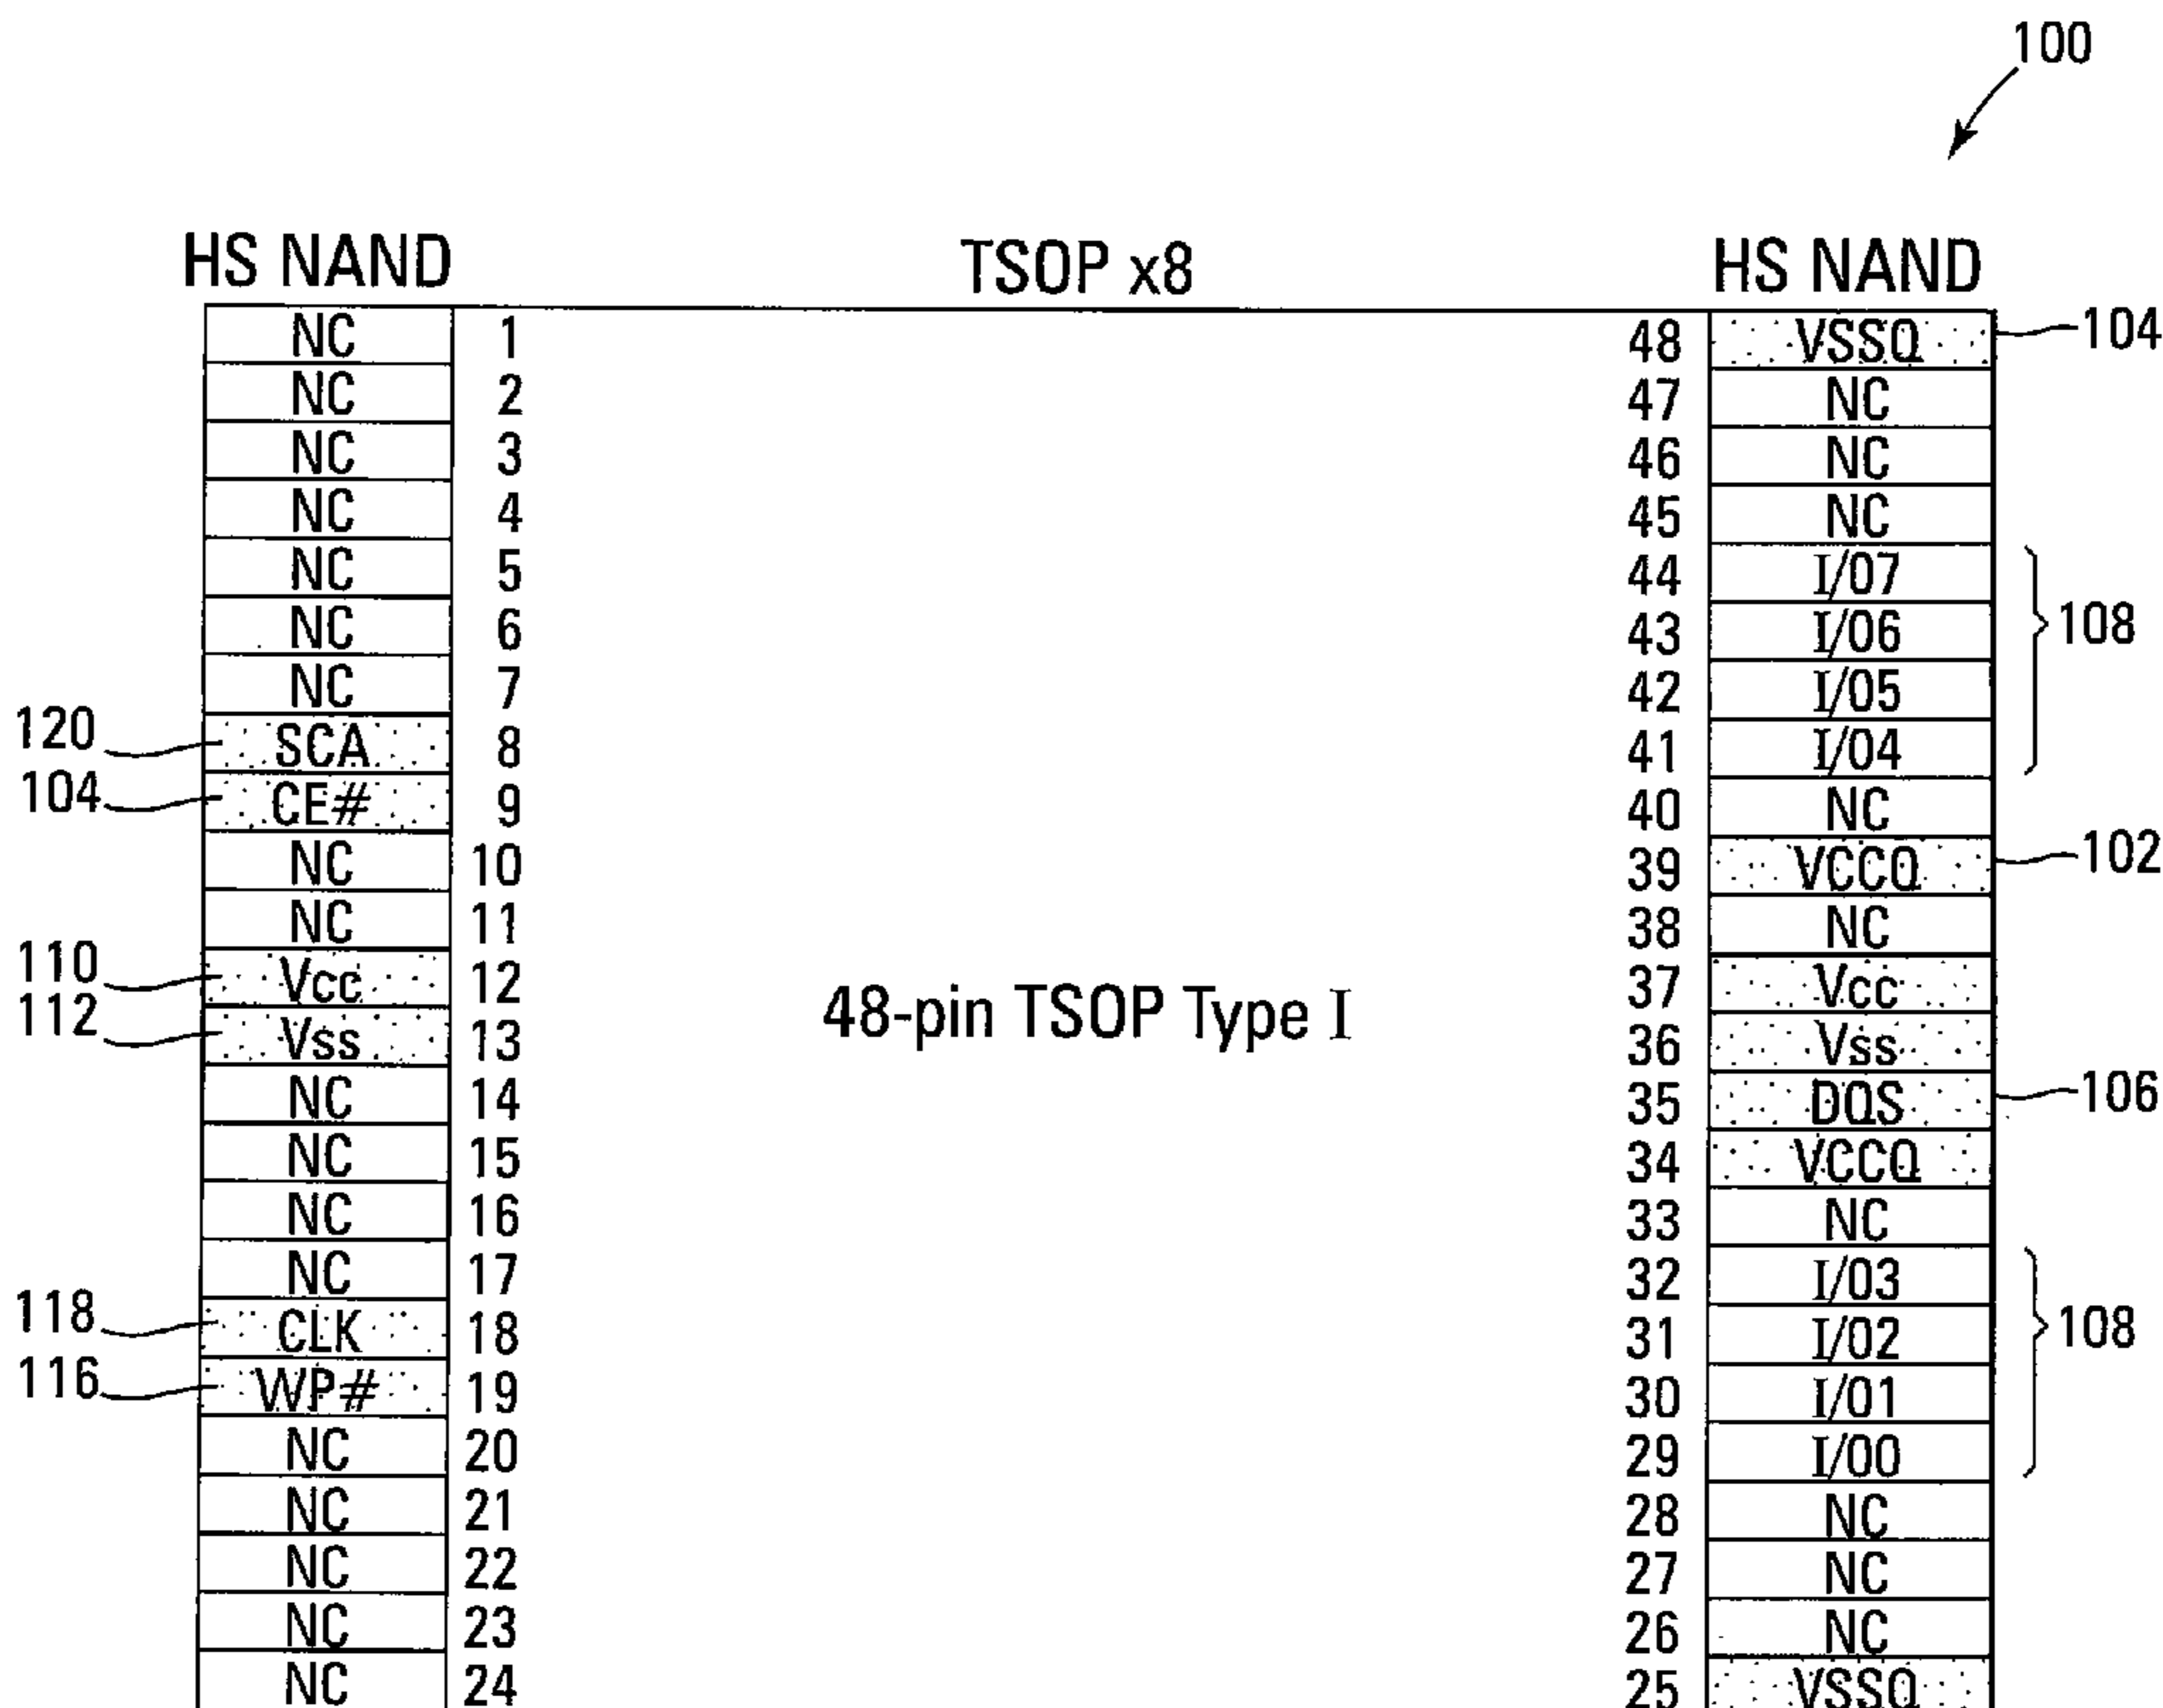 100
HS NAND TSOP x8 HS NAND
NC 1 48 VSSQ 104
NC 2 47 NC
NC 3 46 NC
NC 4 45 NC
NC 5 44 I/07
NC 6 43 I/06 108
NC 7 42 I/05
120 SCA 8 41 I/04
104 CE# 9 40 NC
NC 10 39 VCCQ 102
NC 11 38 NC
110 Vcc 12 37 Vcc
112 Vss 13 48-pin TSOP Type I 36 Vss
NC 14 35 DQS 106
NC 15 34 VCCQ
NC 16 33 NC
NC 17 32 I/03
118 CLK 18 31 I/02 108
116 WP# 19 30 I/01
NC 20 29 I/00
NC 21 28 NC
NC 22 27 NC
NC 23 26 NC
NC 24 25 VSSQ